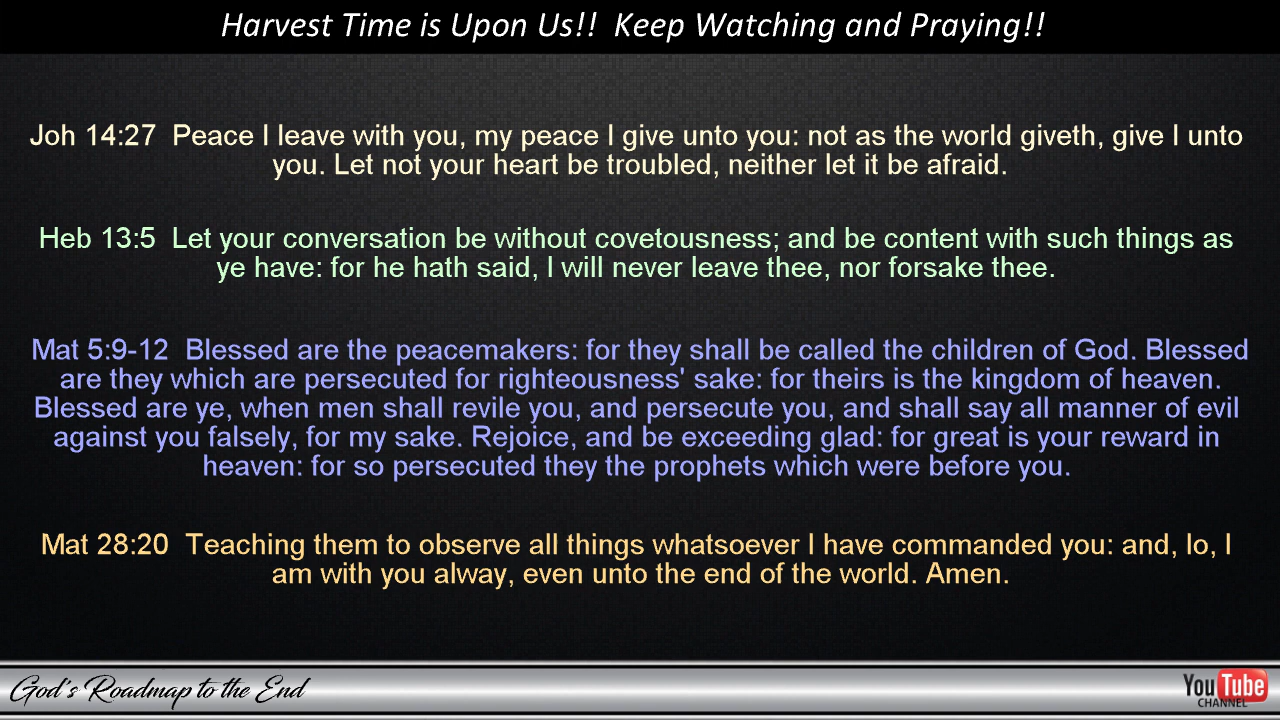 Harvest Time is Upon Us!!  Keep Watching and Praying!!
Joh 14:27  Peace I leave with you, my peace I give unto you: not as the world giveth, give I unto
you. Let not your heart be troubled, neither let it be afraid.
Heb 13:5  Let your conversation be without covetousness; and be content with such things as
ye have: for he hath said, I will never leave thee, nor forsake thee.
Mat 5:9-12  Blessed are the peacemakers: for they shall be called the children of God. Blessed
are they which are persecuted for righteousness' sake: for theirs is the kingdom of heaven.
Blessed are ye, when men shall revile you, and persecute you, and shall say all manner of evil
against you falsely, for my sake. Rejoice, and be exceeding glad: for great is your reward in
heaven: for so persecuted they the prophets which were before you.
Mat 28:20  Teaching them to observe all things whatsoever I have commanded you: and, lo, I
am with you alway, even unto the end of the world. Amen.
God's Roadmap to the End
YouTube
CHANNEL